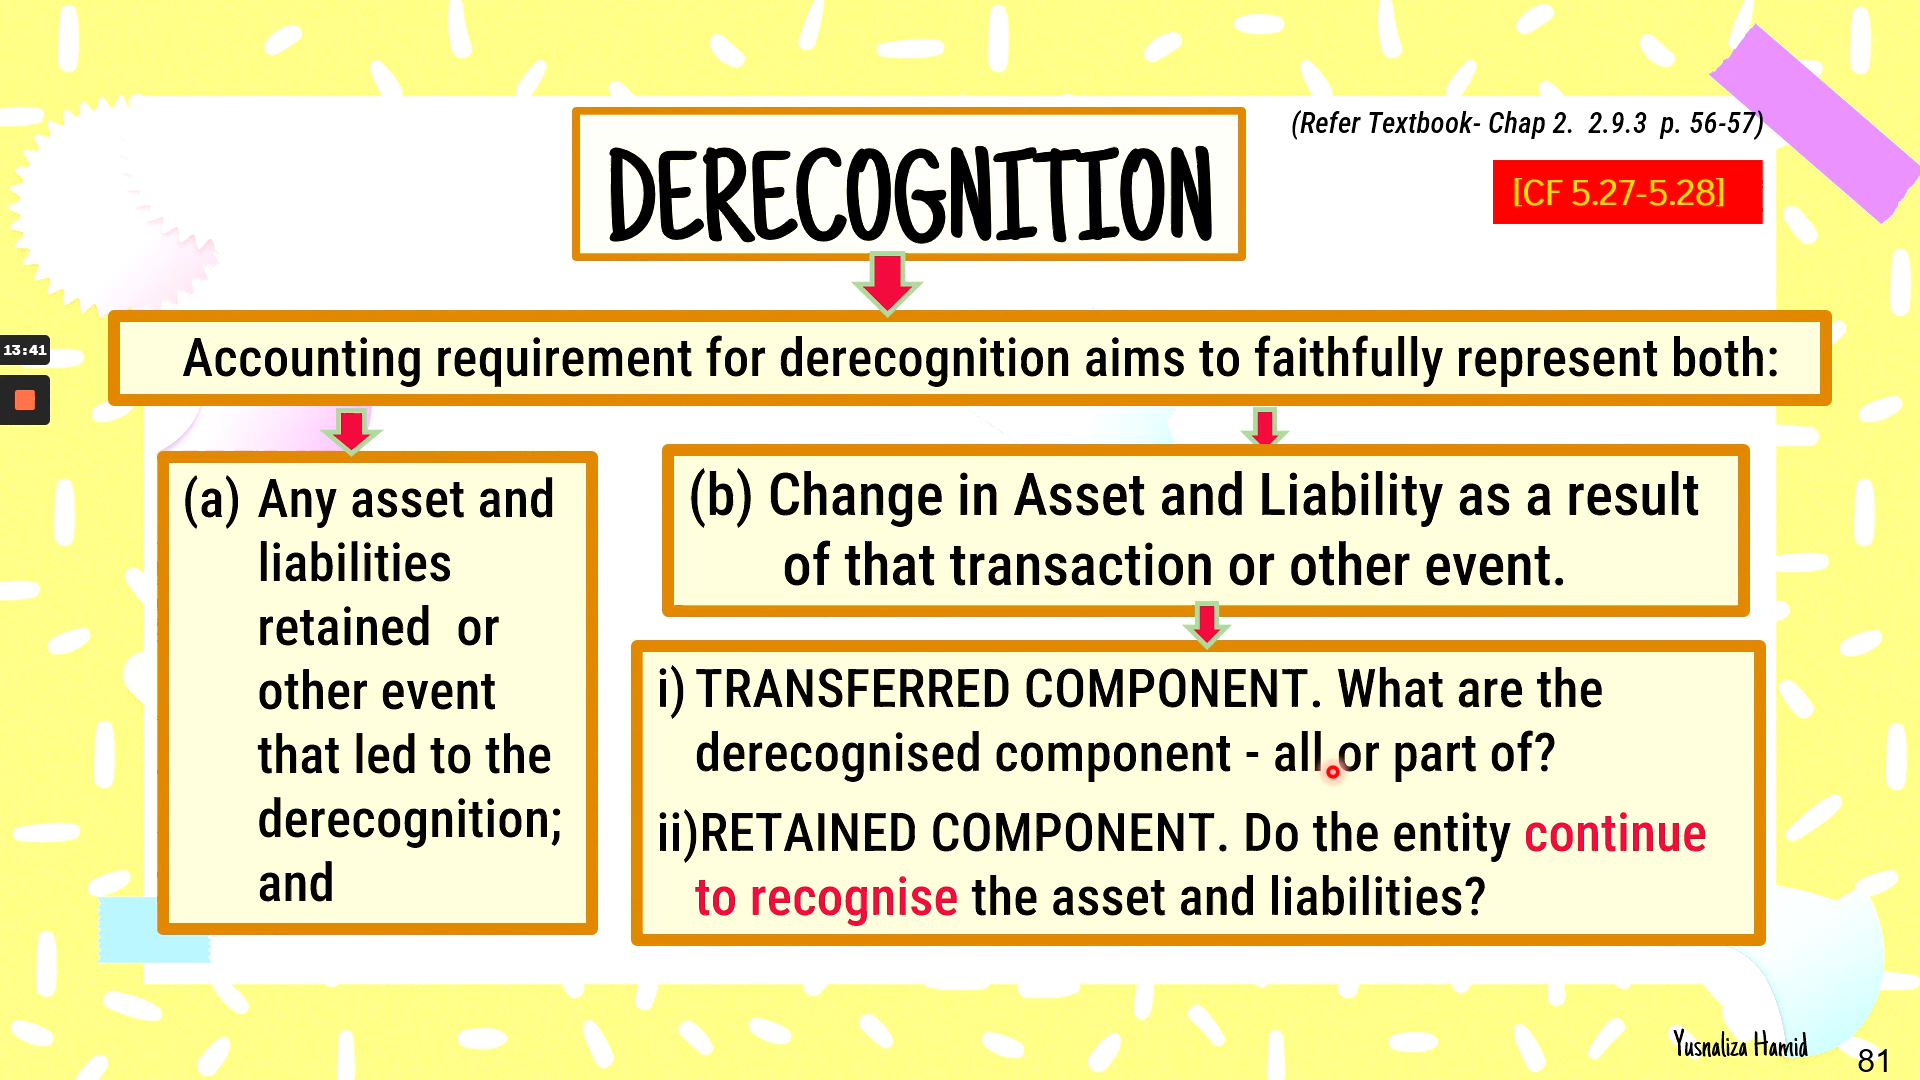 (Refer Textbook- Chap 2. 2.9.3 p. 56-57)
DERECOGNITION
[CF 5.27-5.28]
Accounting requirement for derecognition aims to faithfully represent both:
13:41
(a) Any asset and
liabilities
retained or
other event
that led to the
derecognition;
and
(b) Change in Asset and Liability as a result
of that transaction or other event.
i) TRANSFERRED COMPONENT. What are the
derecognised component - all or part of?
ii)RETAINED COMPONENT. Do the entity continue
to recognise the asset and liabilities?
Yusnaliza Hamid
81